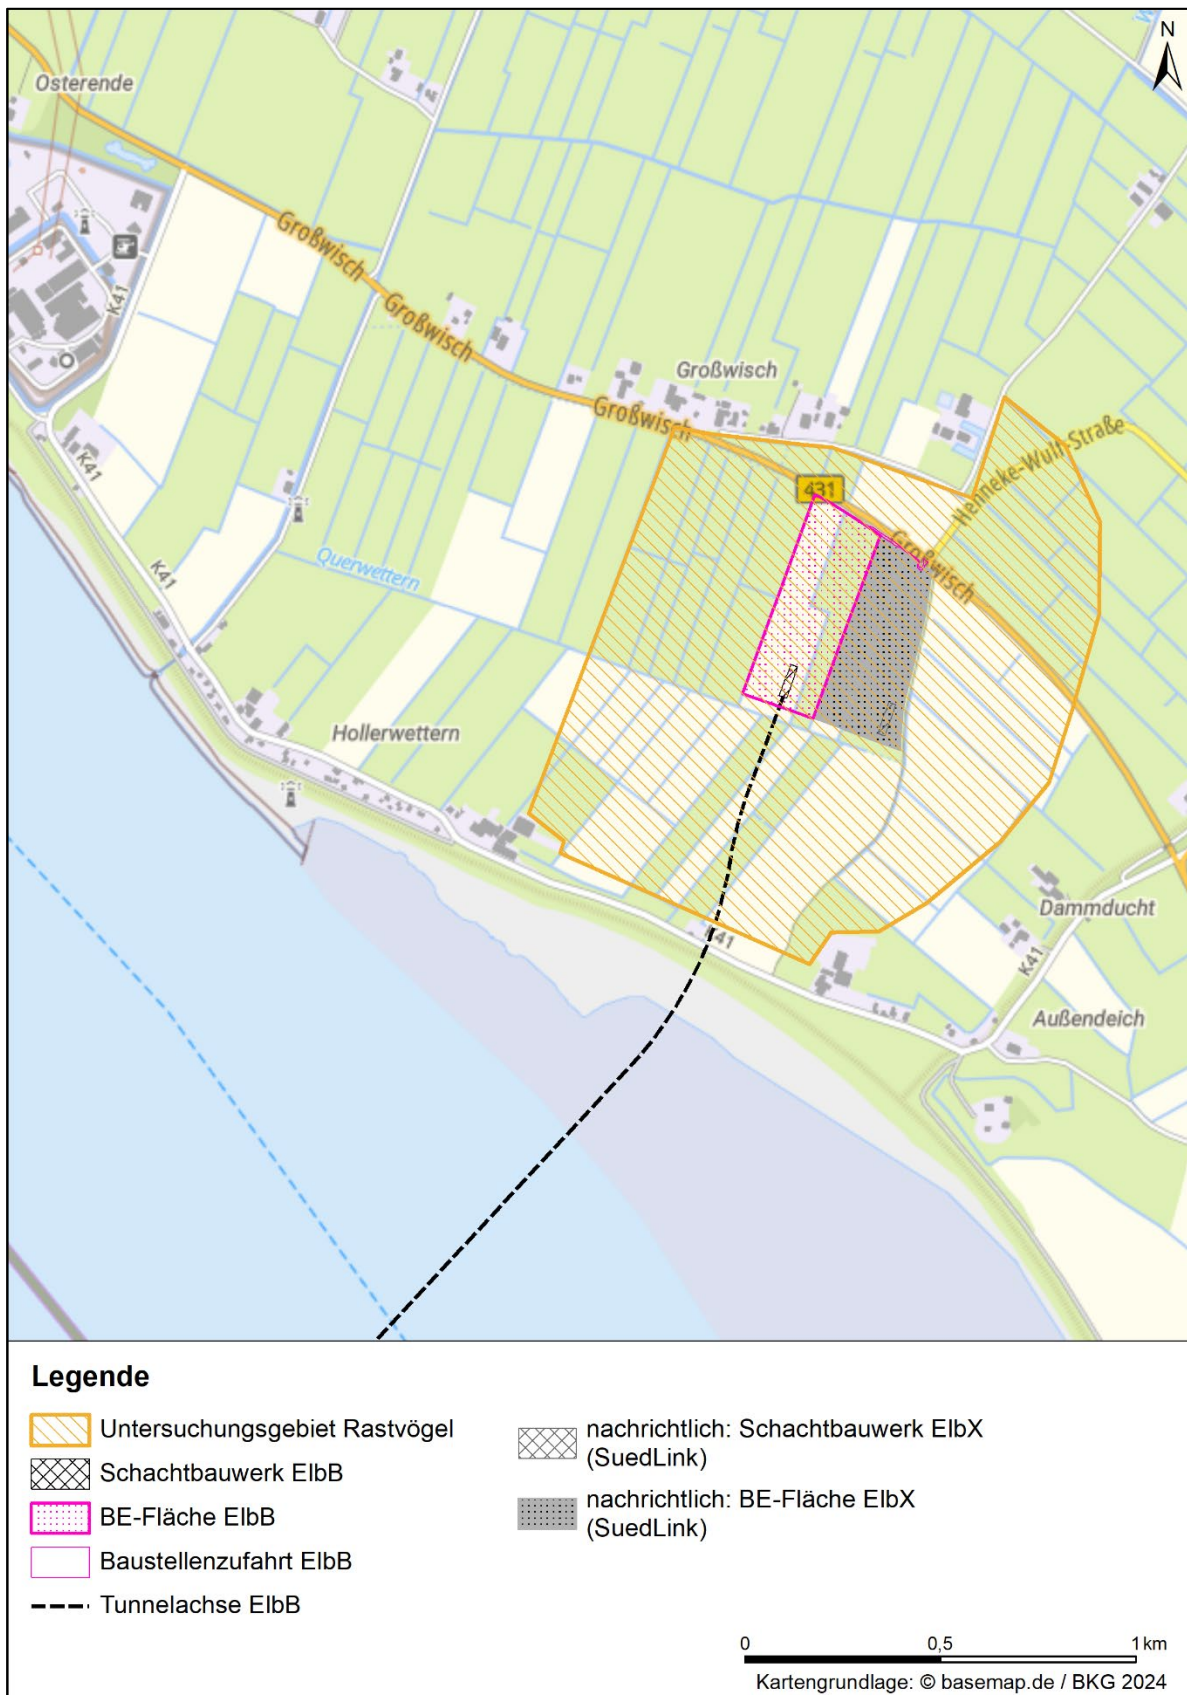 N
Osterende
Großwisch
Großwisch
K41
Großwisch
Großwisch
Henneke-Wulf-Straße
431
Großwisch
K41
Querwettern
K41
Hollerwettern
K41
Dammducht
K41
Außendeich
Legende
Untersuchungsgebiet Rastvögel
Schachtbauwerk ElbB
BE-Fläche ElbB
Baustellenzufahrt ElbB
Tunnelachse ElbB
nachrichtlich: Schachtbauwerk ElbX
(SuedLink)
nachrichtlich: BE-Fläche ElbX
(SuedLink)
0 0,5 1 km
Kartengrundlage: © basemap.de / BKG 2024